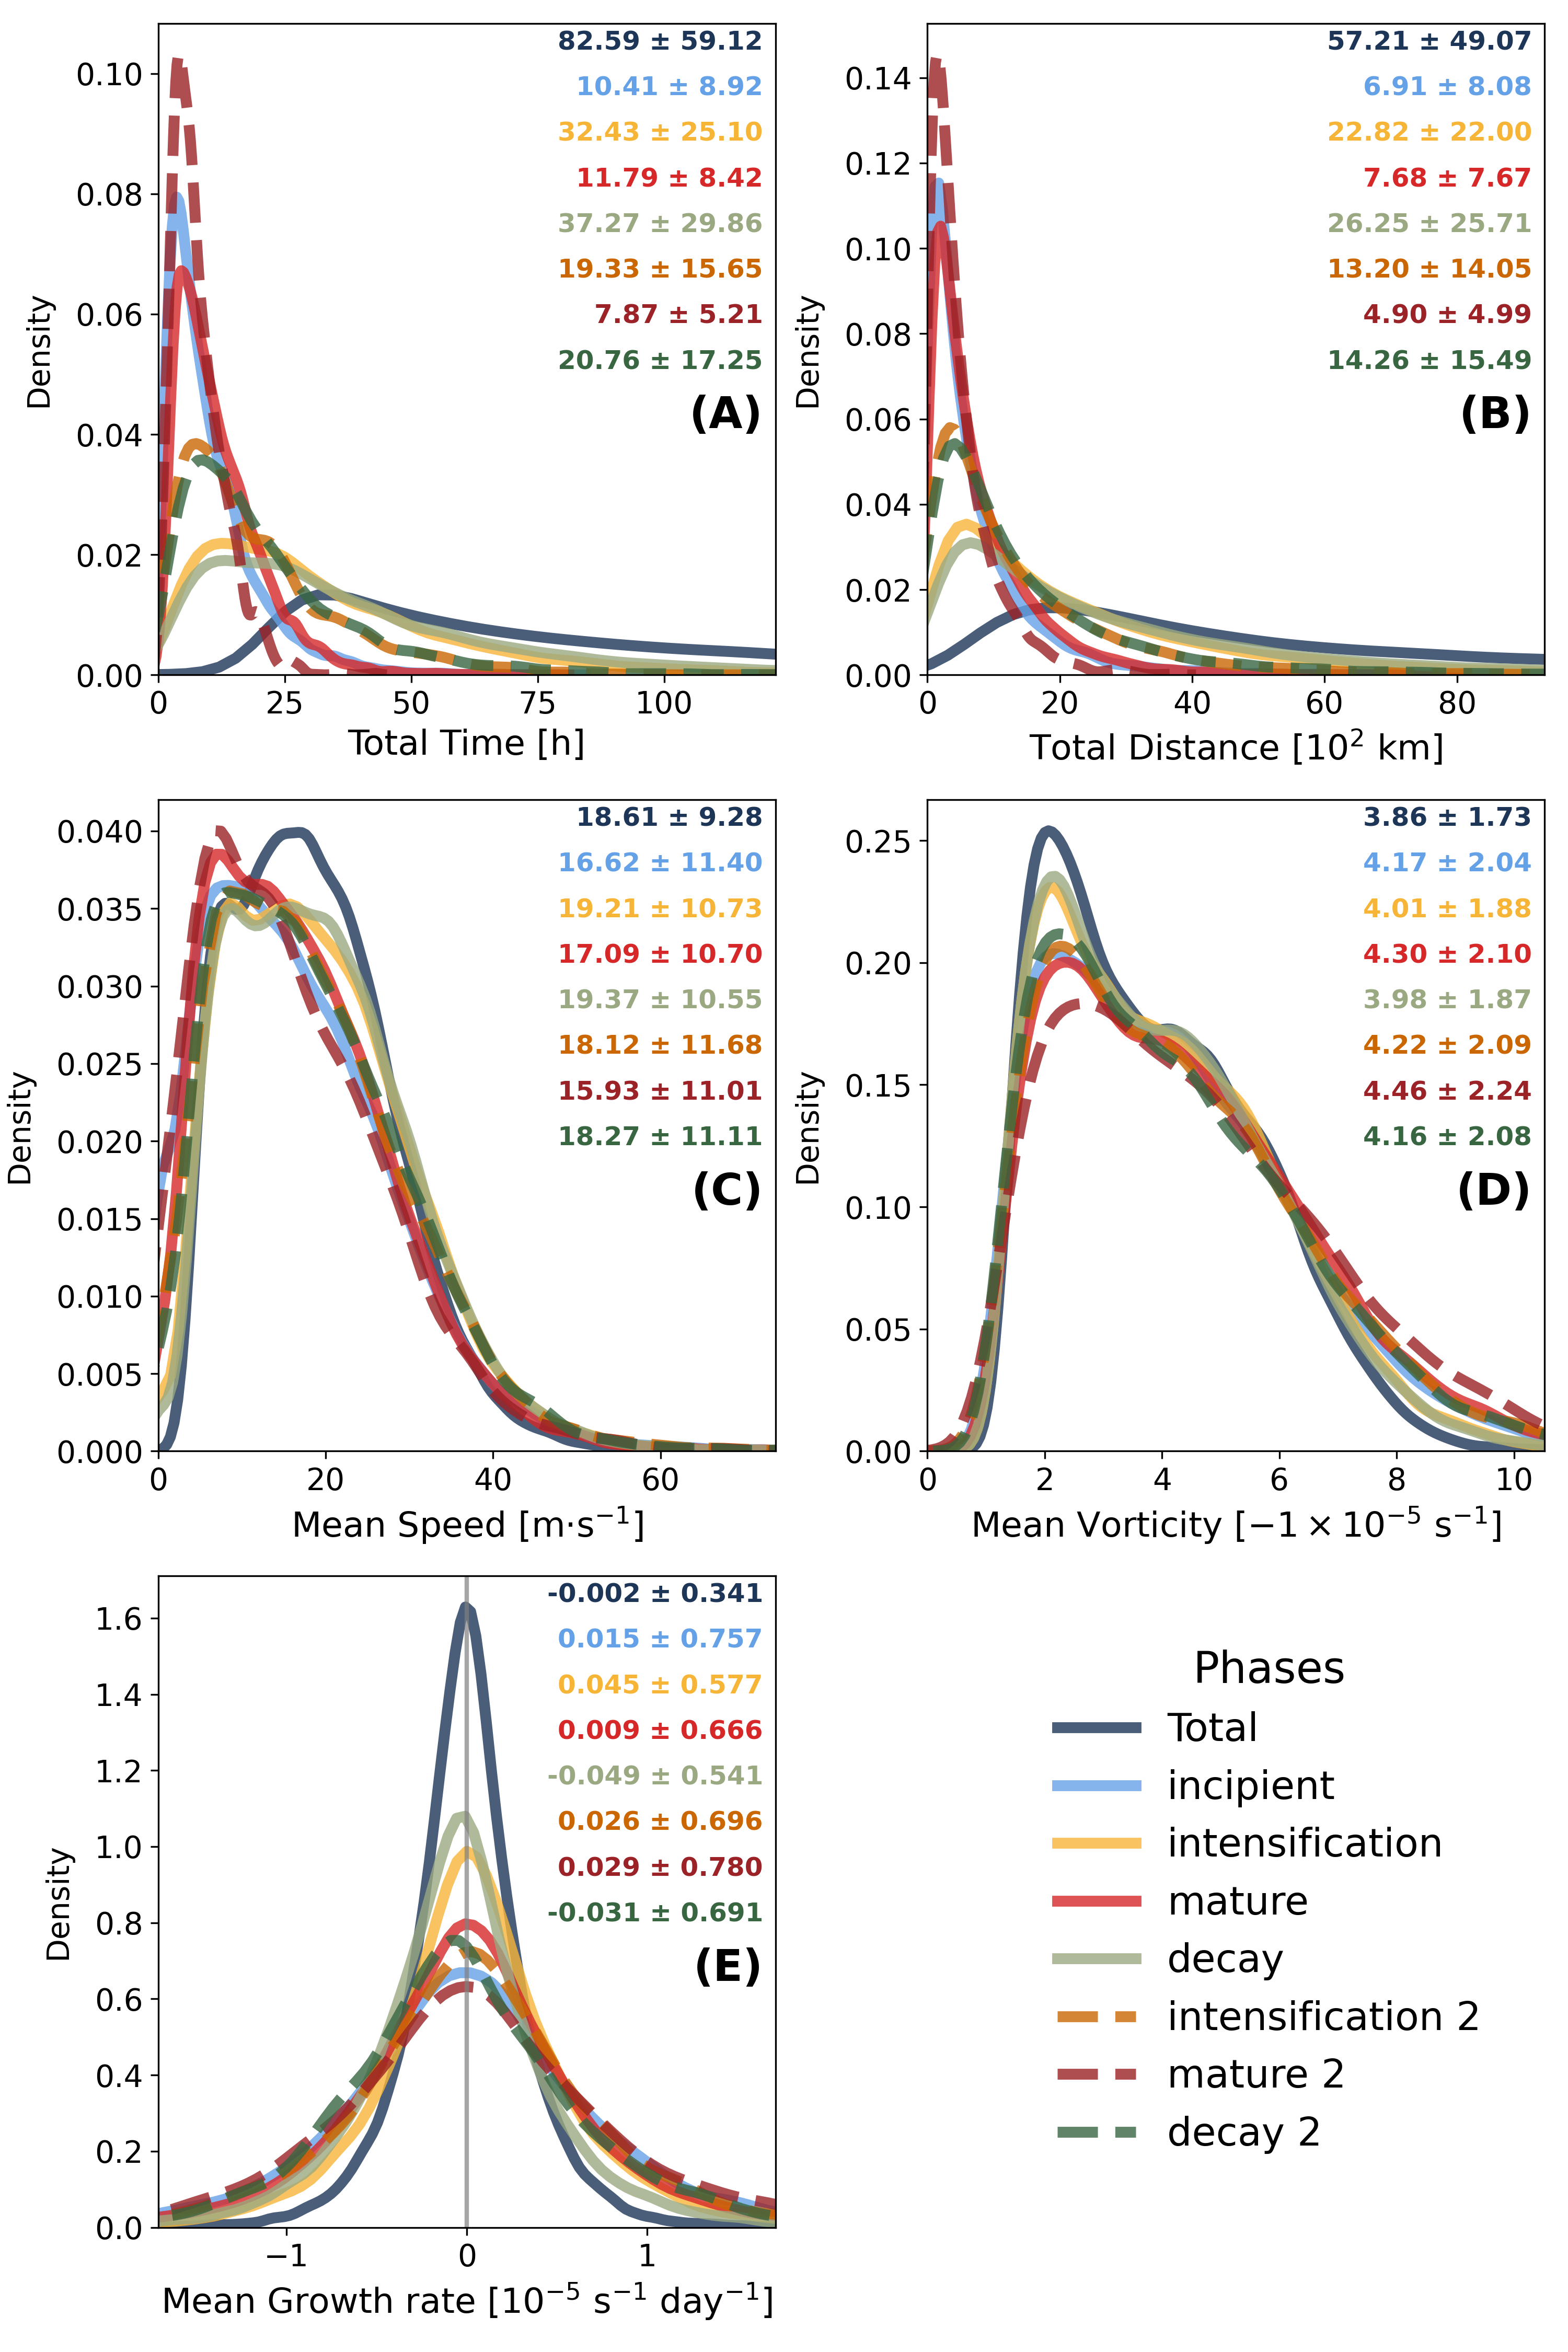 82.59 ± 59.12
10.41 ± 8.92
32.43 ± 25.10
11.79 ± 8.42
37.27 ± 29.86
19.33 ± 15.65
7.87 ± 5.21
20.76 ± 17.25
(A)
Density
0.10
0.08
0.06
0.04
0.02
0.00
0 25 50 75 100
Total Time [h]
57.21 ± 49.07
6.91 ± 8.08
22.82 ± 22.00
7.68 ± 7.67
26.25 ± 25.71
13.20 ± 14.05
4.90 ± 4.99
14.26 ± 15.49
(B)
Density
0.14
0.12
0.10
0.08
0.06
0.04
0.02
0.00
0 20 40 60 80
Total Distance [10² km]
18.61 ± 9.28
16.62 ± 11.40
19.21 ± 10.73
17.09 ± 10.70
19.37 ± 10.55
18.12 ± 11.68
15.93 ± 11.01
18.27 ± 11.11
(C)
Density
0.040
0.035
0.030
0.025
0.020
0.015
0.010
0.005
0.000
0 20 40 60
Mean Speed [m·s⁻¹]
3.86 ± 1.73
4.17 ± 2.04
4.01 ± 1.88
4.30 ± 2.10
3.98 ± 1.87
4.22 ± 2.09
4.46 ± 2.24
4.16 ± 2.08
(D)
Density
0.25
0.20
0.15
0.10
0.05
0.00
0 2 4 6 8 10
Mean Vorticity [−1 × 10⁻⁵ s⁻¹]
-0.002 ± 0.341
0.015 ± 0.757
0.045 ± 0.577
0.009 ± 0.666
-0.049 ± 0.541
0.026 ± 0.696
0.029 ± 0.780
-0.031 ± 0.691
(E)
Density
1.6
1.4
1.2
1.0
0.8
0.6
0.4
0.2
0.0
−1 0 1
Mean Growth rate [10⁻⁵ s⁻¹ day⁻¹]
Phases
Total
incipient
intensification
mature
decay
intensification 2
mature 2
decay 2